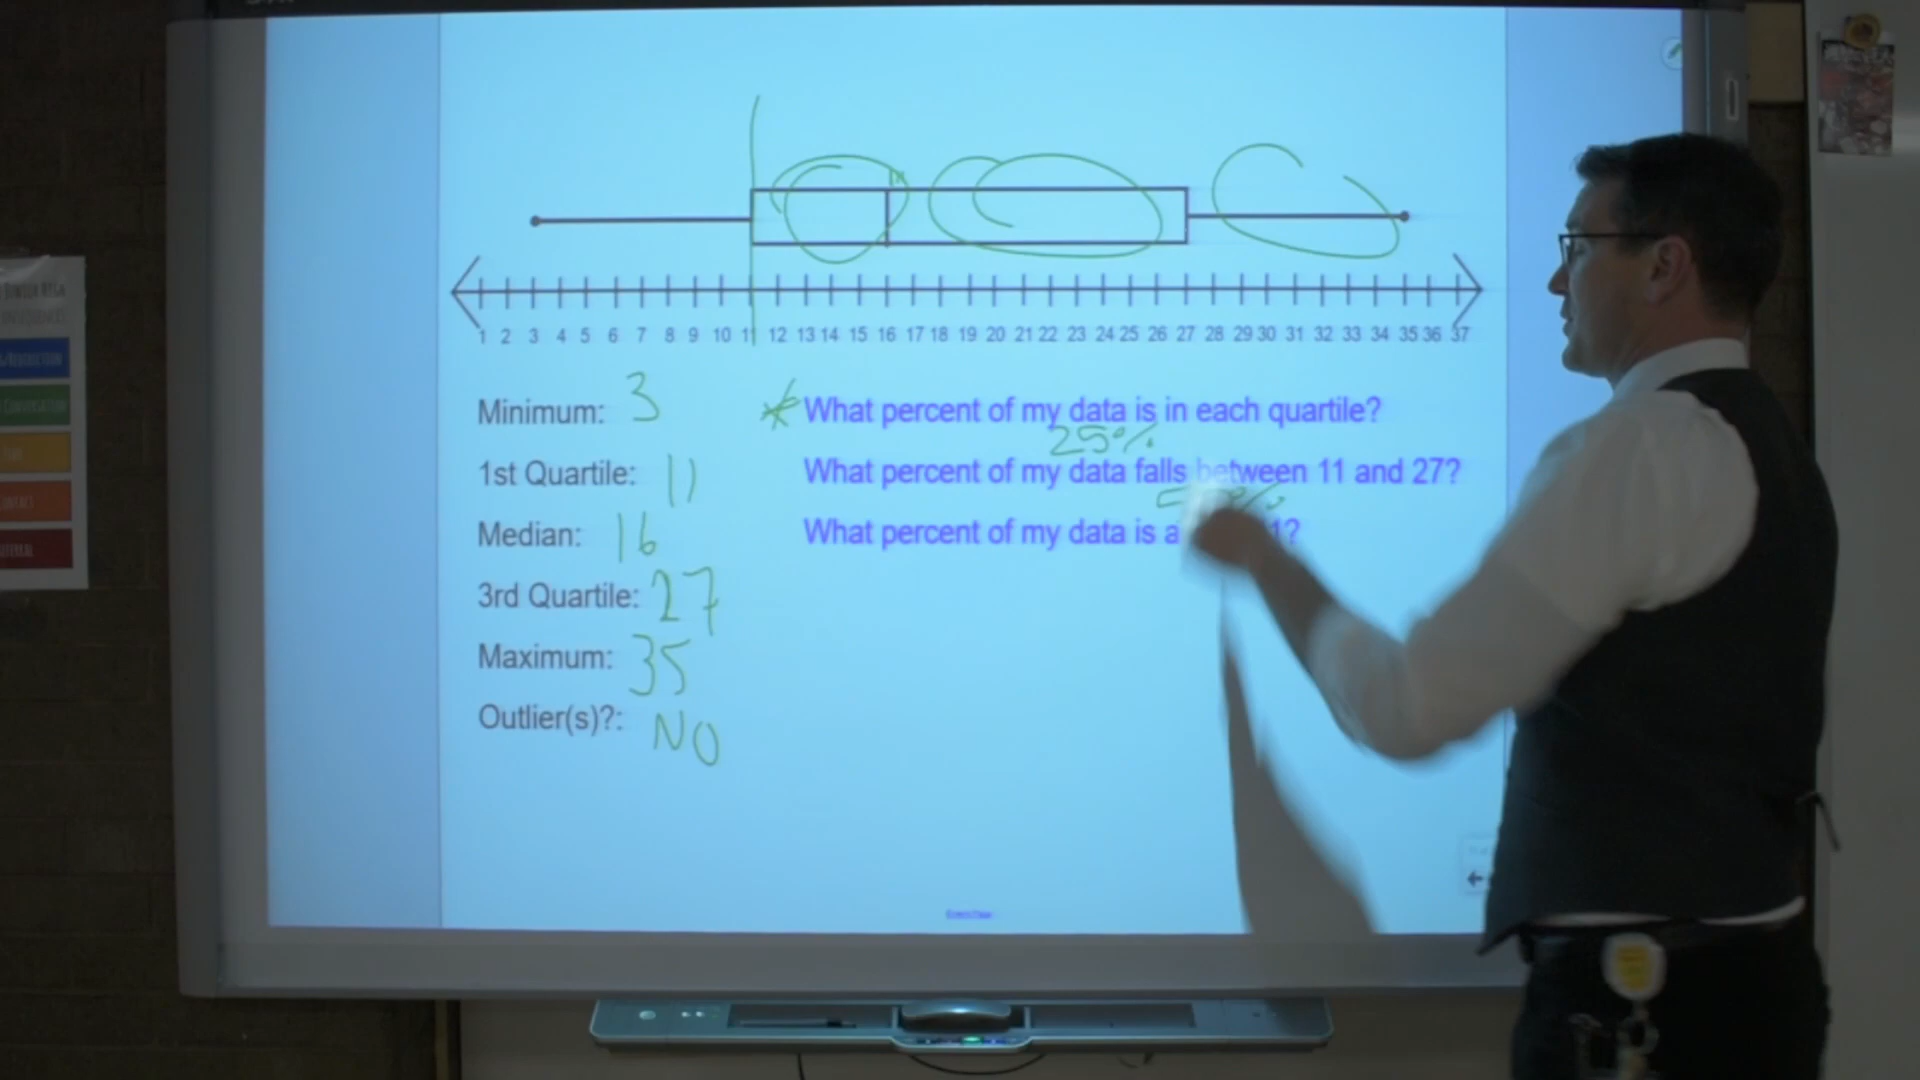 1 2 3 4 5 6 7 8 9 10 11 12 13 14 15 16 17 18 19 20 21 22 23 24 25 26 27 28 29 30 31 32 33 34 35 36 37
Minimum: 3
1st Quartile: 11
Median: 16
3rd Quartile: 27
Maximum: 35
Outlier(s)?: NO
What percent of my data is in each quartile?
25%
What percent of my data falls between 11 and 27?
What percent of my data is